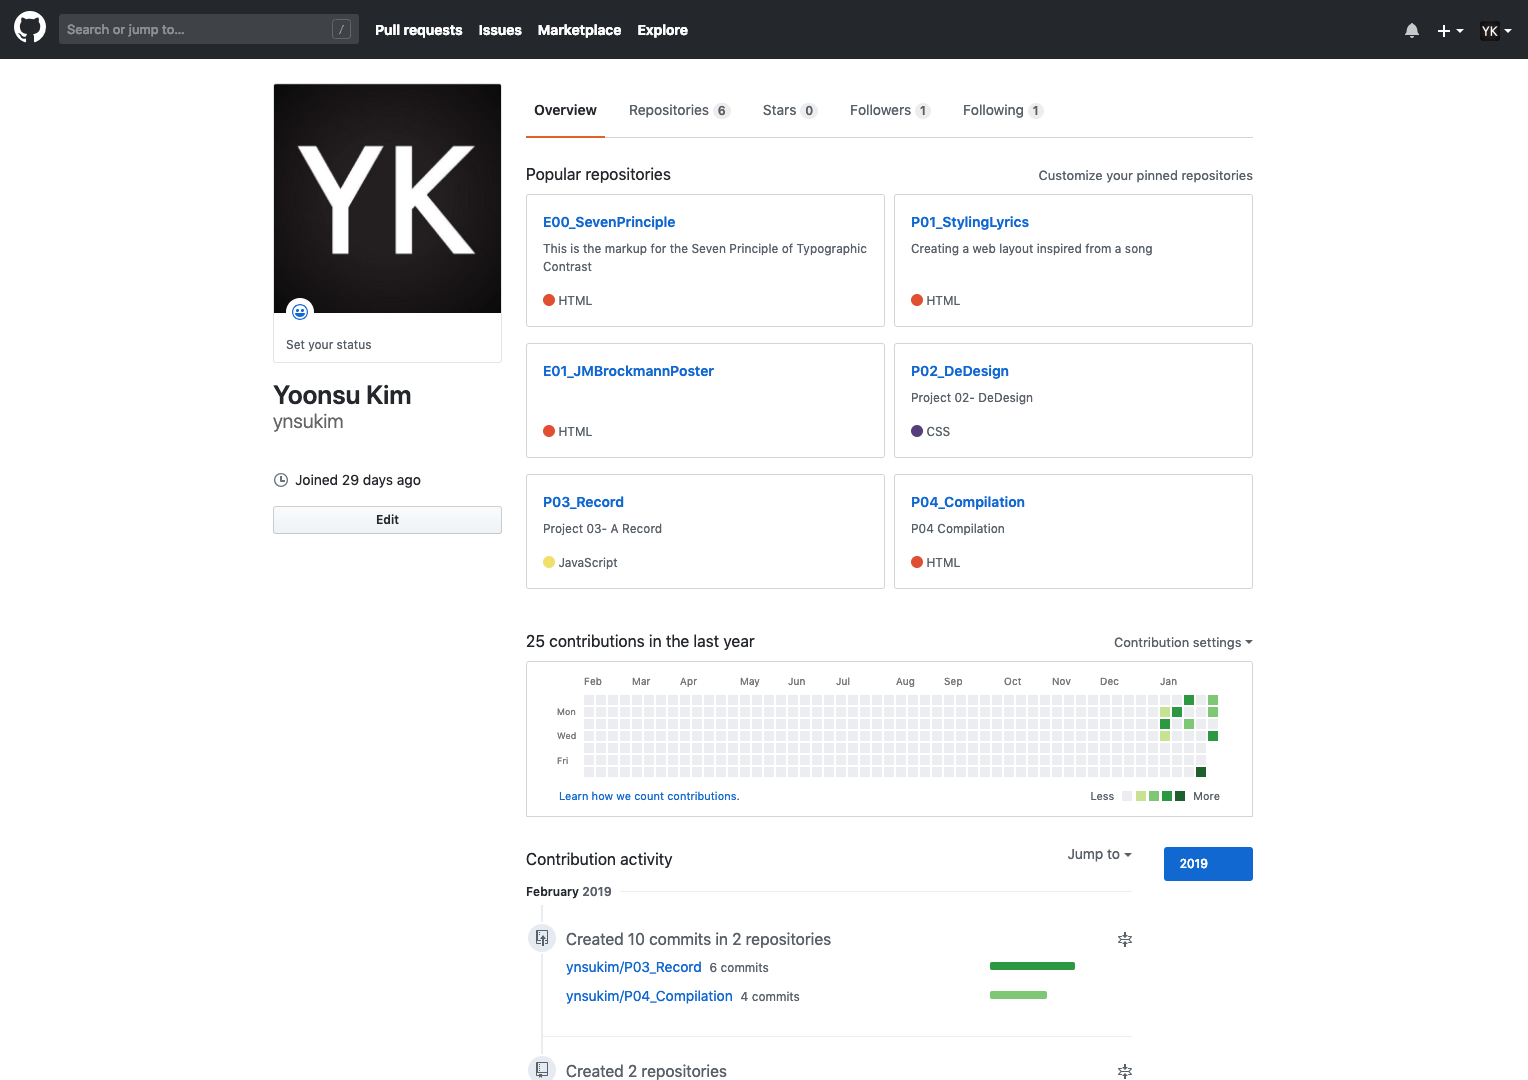 Search or jump to...
/
Pull requests
Issues
Marketplace
Explore
YK
YK
Set your status
Yoonsu Kim
ynsukim
Joined 29 days ago
Edit
Overview
Repositories 6
Stars 0
Followers 1
Following 1
Popular repositories
Customize your pinned repositories
E00_SevenPrinciple
This is the markup for the Seven Principle of Typographic
Contrast
HTML
P01_StylingLyrics
Creating a web layout inspired from a song
HTML
E01_JMBrockmannPoster
HTML
P02_DeDesign
Project 02- DeDesign
CSS
P03_Record
Project 03- A Record
JavaScript
P04_Compilation
P04 Compilation
HTML
25 contributions in the last year
Contribution settings
Feb Mar Apr May Jun Jul Aug Sep Oct Nov Dec Jan
Mon
Wed
Fri
Learn how we count contributions.
Less
More
Contribution activity
Jump to
2019
February 2019
Created 10 commits in 2 repositories
ynsukim/P03_Record 6 commits
ynsukim/P04_Compilation 4 commits
Created 2 repositories